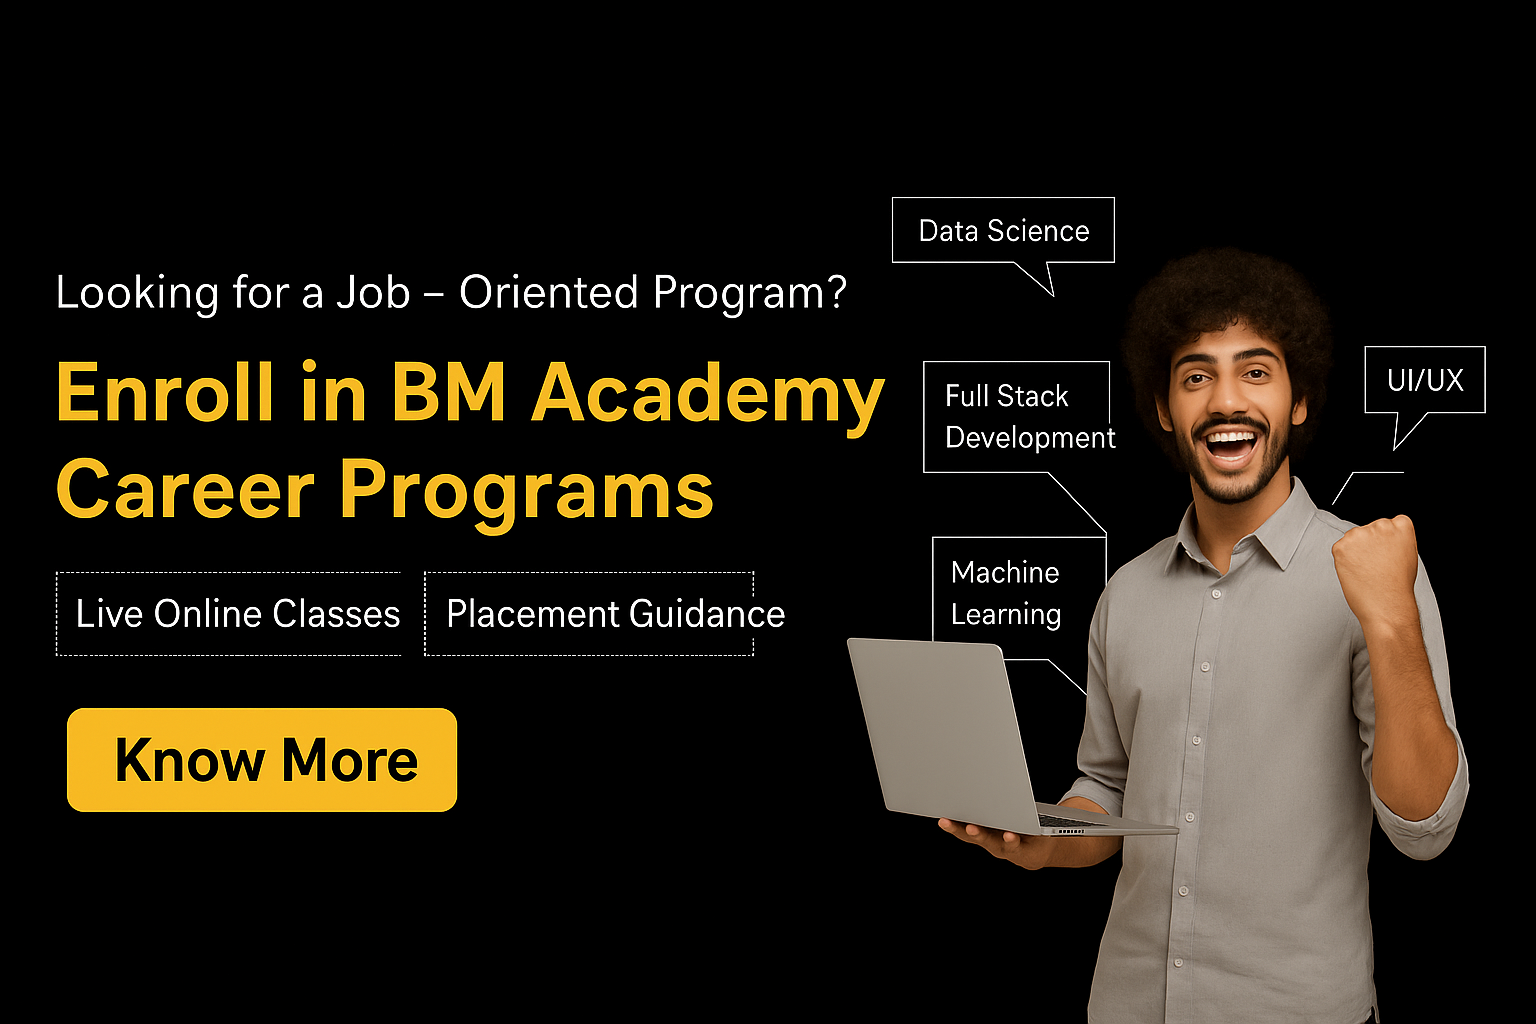 Looking for a Job – Oriented Program?
Enroll in BM Academy
Career Programs
Live Online Classes
Placement Guidance
Know More
Data Science
Full Stack
Development
Machine
Learning
UI/UX